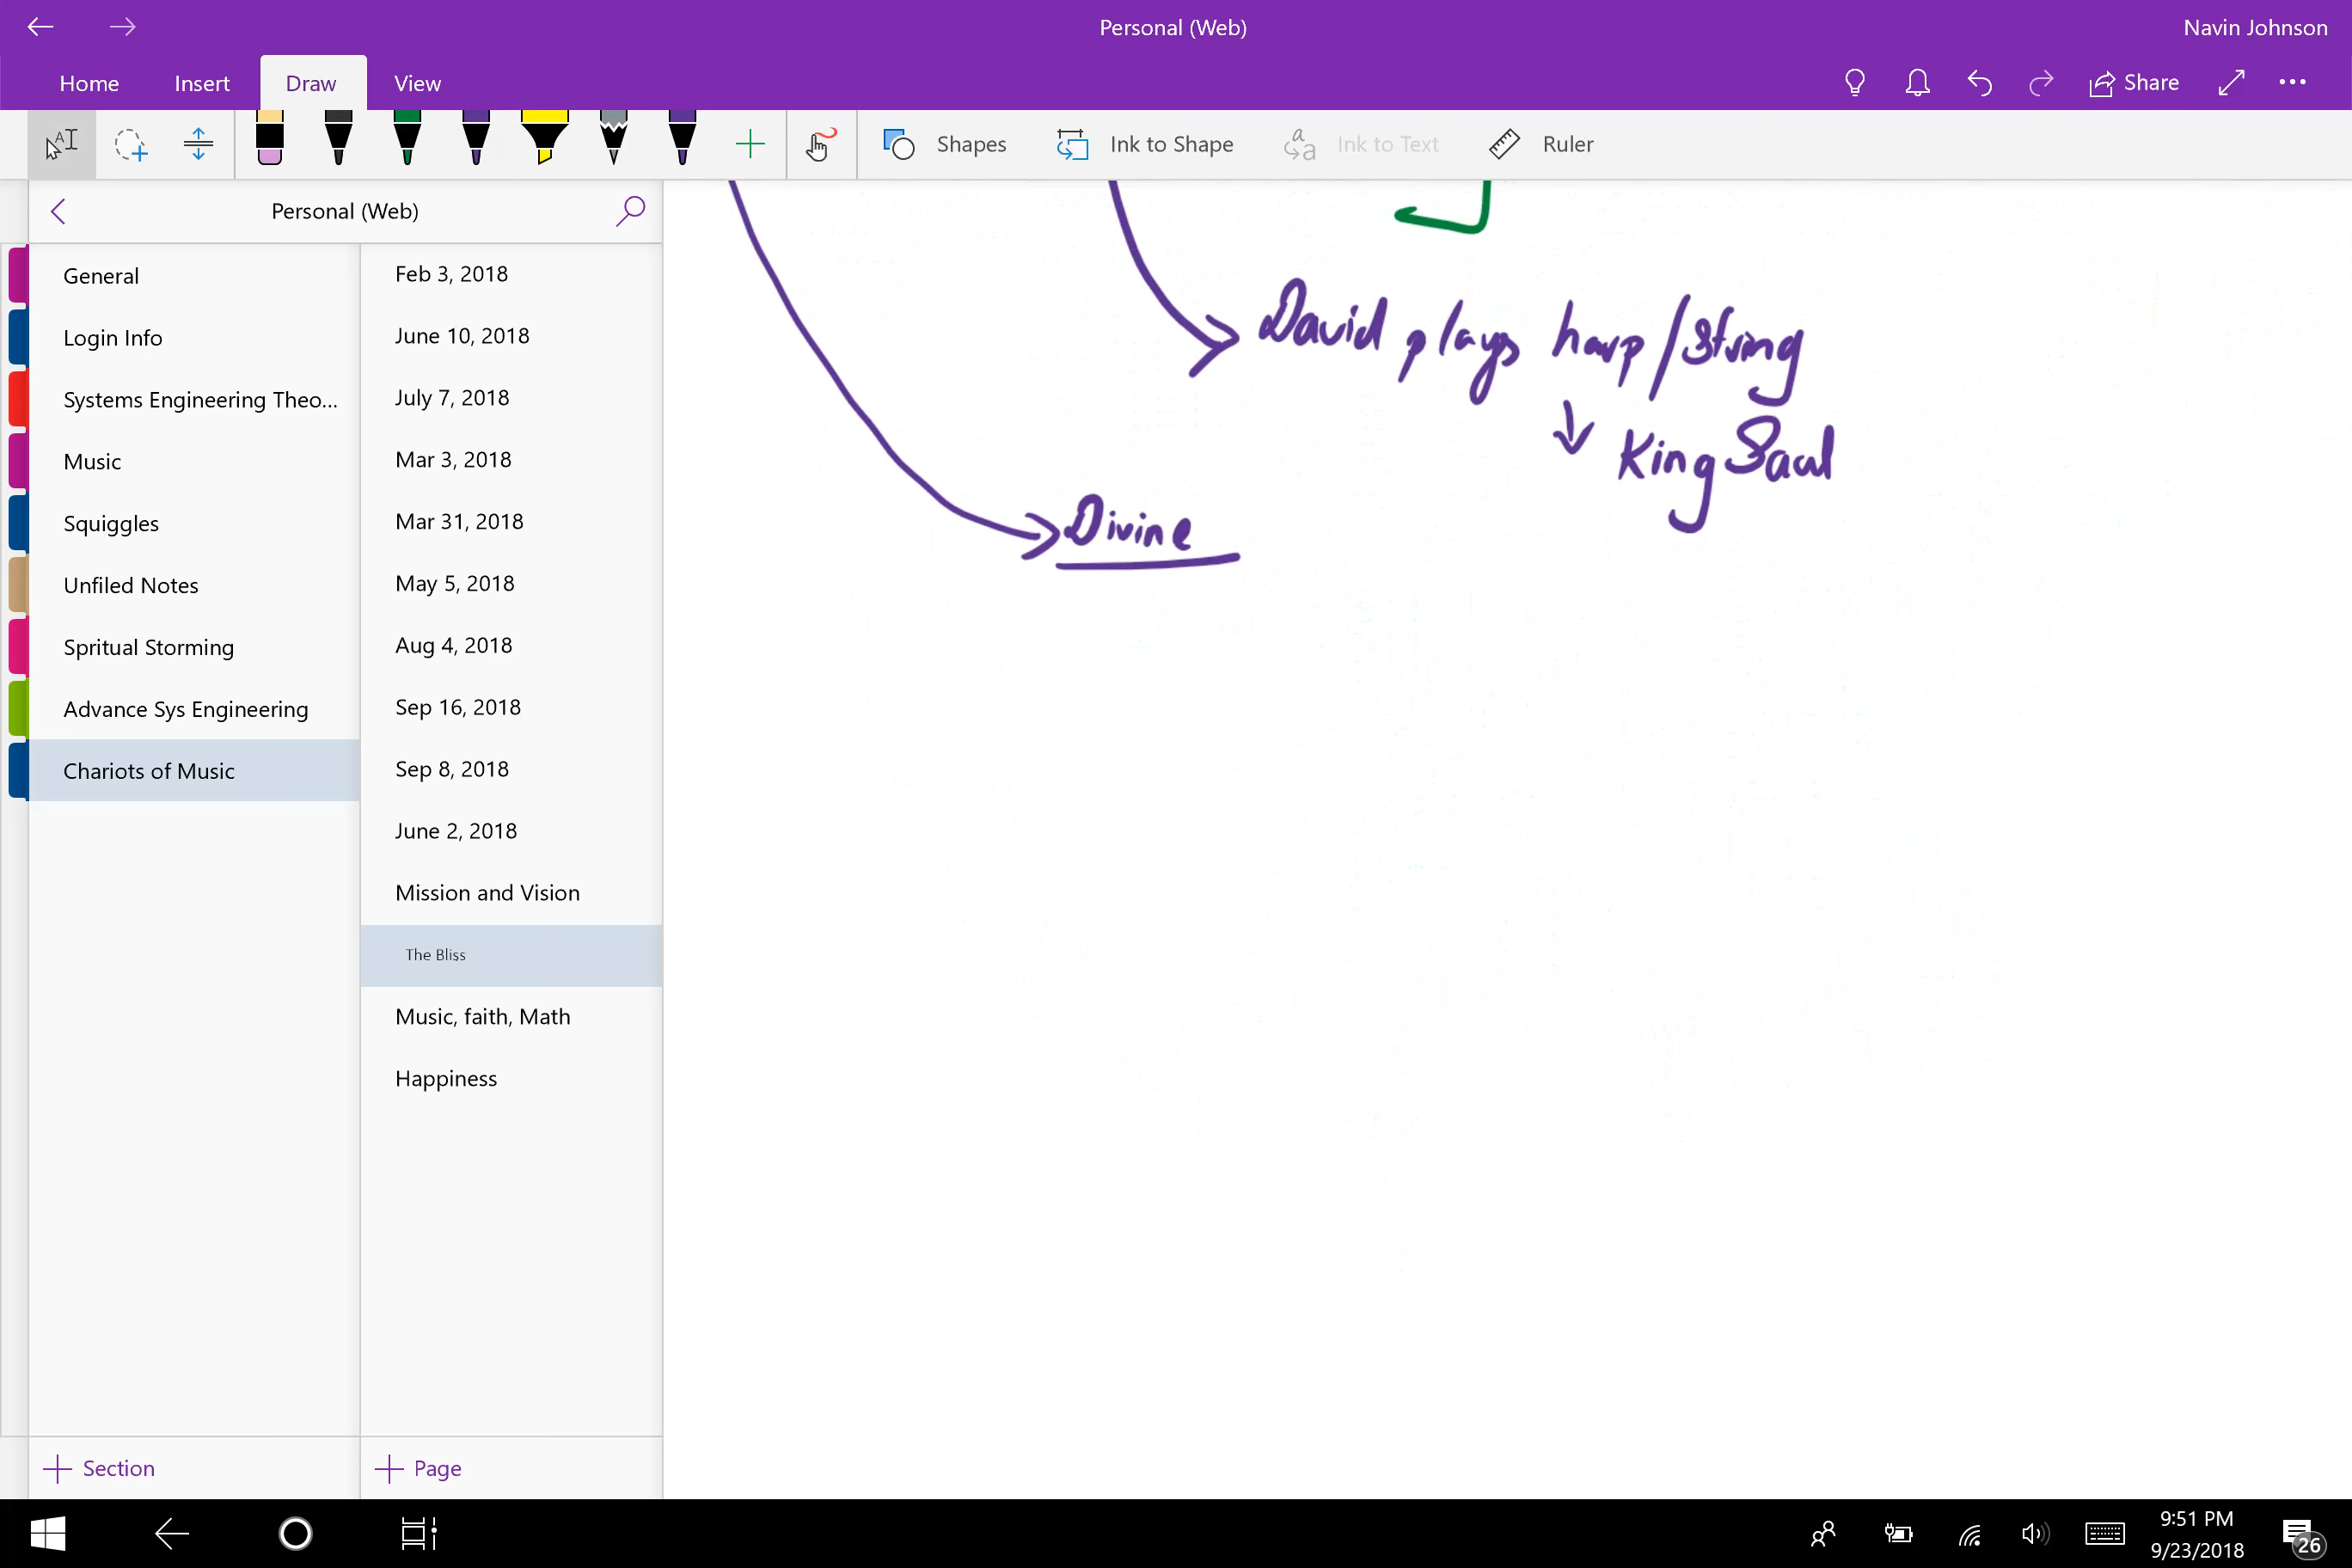 Personal (Web)
Navin Johnson
Home Insert Draw View
Share
Shapes Ink to Shape Ink to Text Ruler
Personal (Web)
General
Login Info
Systems Engineering Theo...
Music
Squiggles
Unfiled Notes
Spritual Storming
Advance Sys Engineering
Chariots of Music
Feb 3, 2018
June 10, 2018
July 7, 2018
Mar 3, 2018
Mar 31, 2018
May 5, 2018
Aug 4, 2018
Sep 16, 2018
Sep 8, 2018
June 2, 2018
Mission and Vision
The Bliss
Music, faith, Math
Happiness
David plays harp/String
King Saul
Divine
Section
Page
9:51 PM
9/23/2018
26